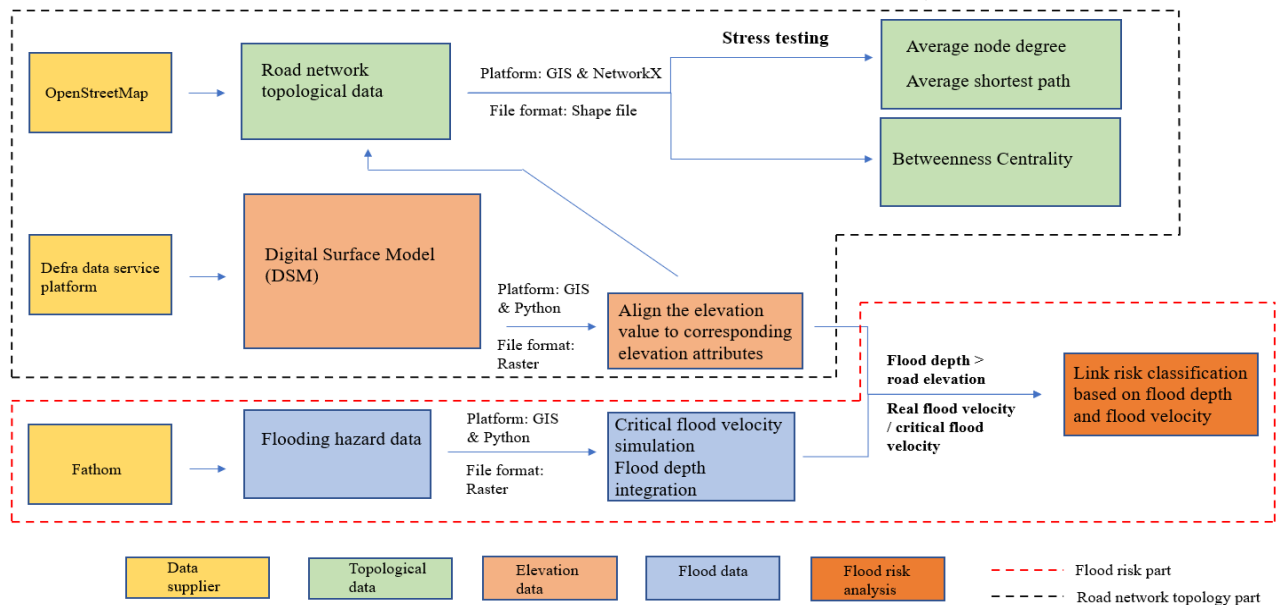 OpenStreetMap
Road network
topological data
Platform: GIS & NetworkX
File format: Shape file
Stress testing
Average node degree
Average shortest path
Betweenness Centrality
Defra data service
platform
Digital Surface Model
(DSM)
Platform: GIS
& Python
File format:
Raster
Align the elevation
value to corresponding
elevation attributes
Flood depth >
road elevation
Real flood velocity
/ critical flood
velocity
Link risk classification
based on flood depth
and flood velocity
Fathom
Flooding hazard data
Platform: GIS
& Python
File format:
Raster
Critical flood velocity
simulation
Flood depth
integration
Data
supplier
Topological
data
Elevation
data
Flood data
Flood risk
analysis
Flood risk part
Road network topology part